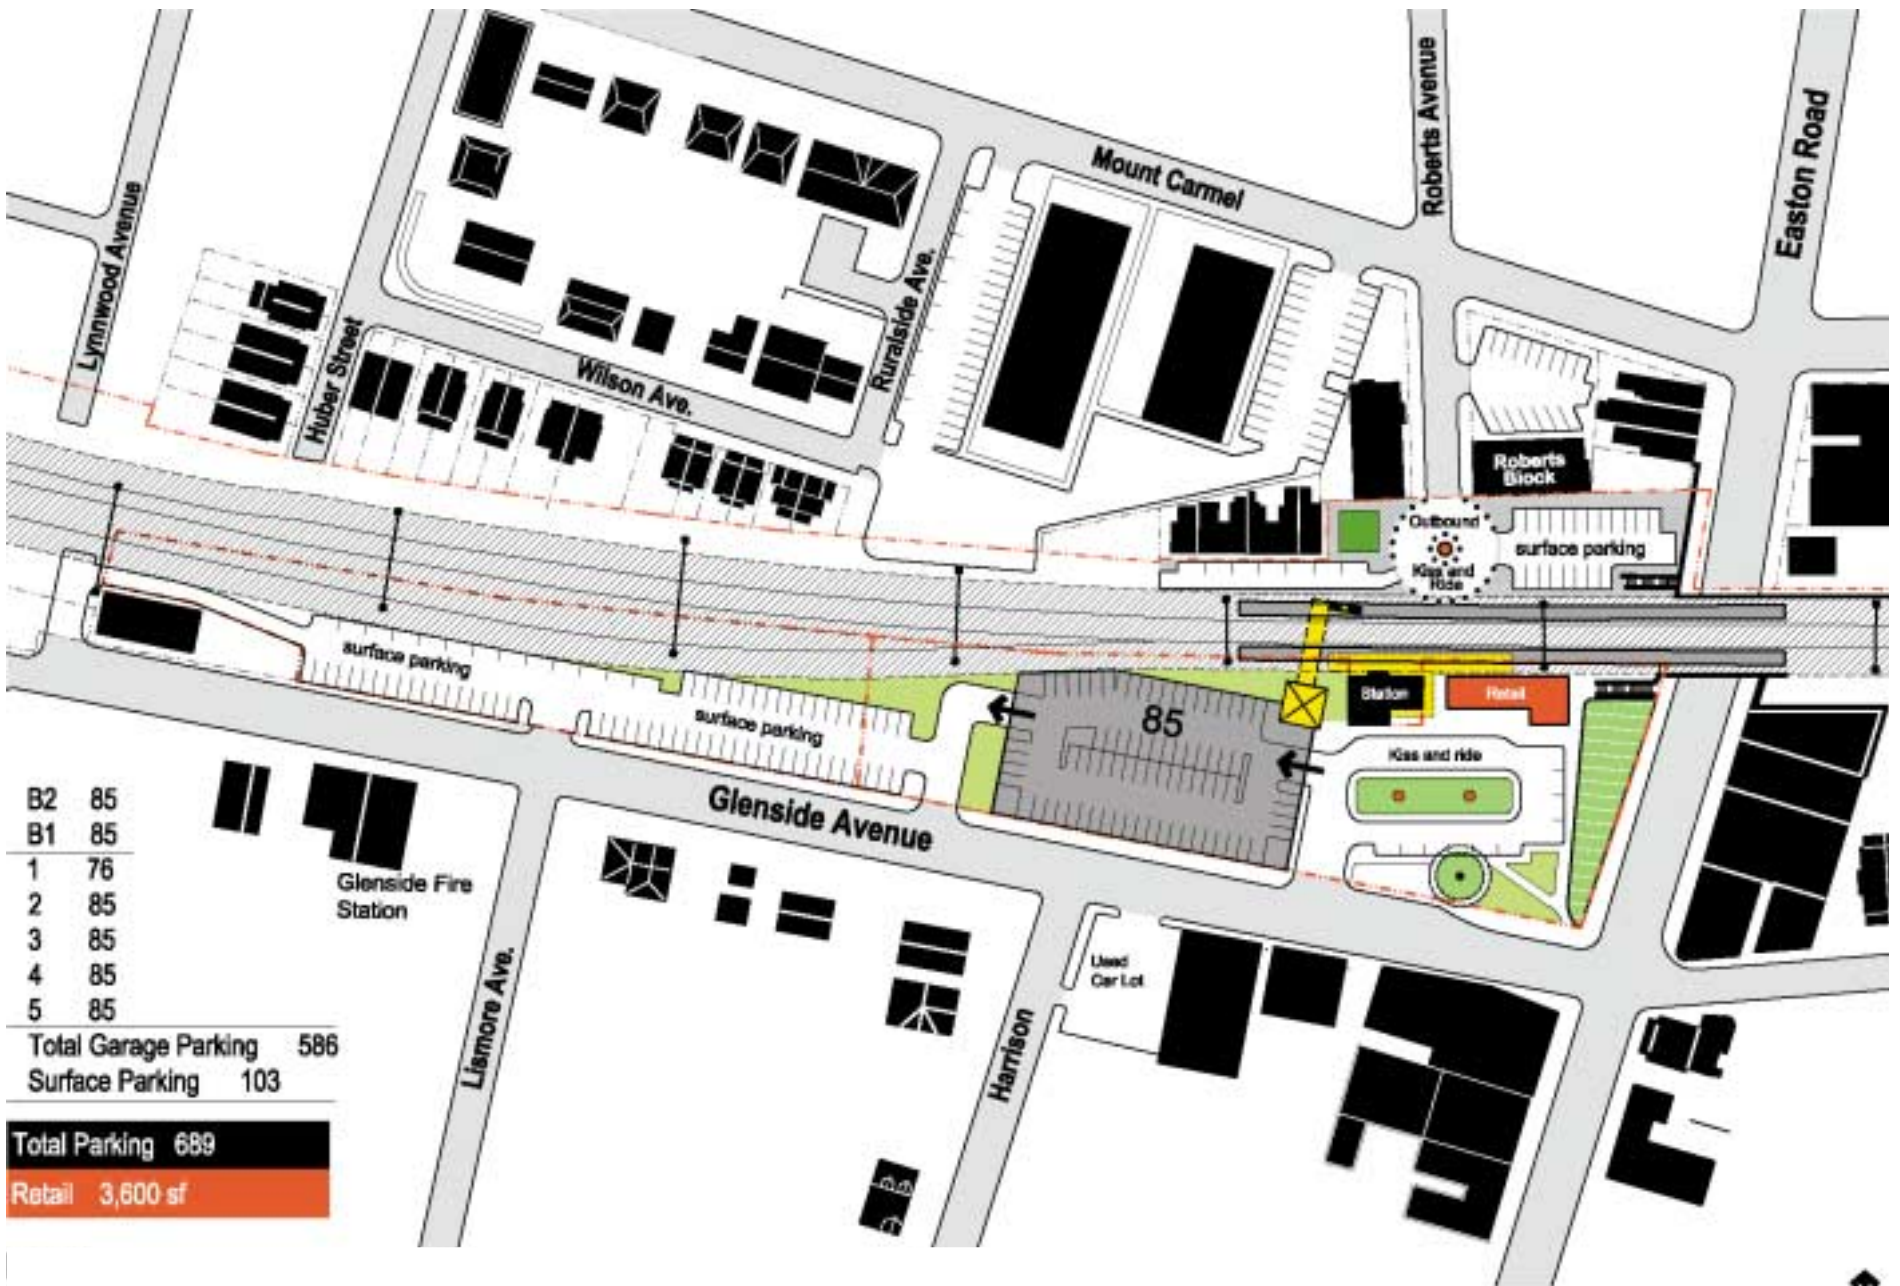 Lynnwood Avenue
Huber Street
Wilson Ave.
Ruralside Ave.
Mount Carmel
Roberts Avenue
Easton Road
Roberts
Block
Outbound
Kiss and
Ride
surface parking
surface parking
surface parking
85
Station
Retail
Kiss and ride
Glenside Avenue
Glenside Fire
Station
Lismore Ave.
Harrison
Used
Car Lot
B2 85
B1 85
1 76
2 85
3 85
4 85
5 85
Total Garage Parking 586
Surface Parking 103
Total Parking 689
Retail 3,600 sf